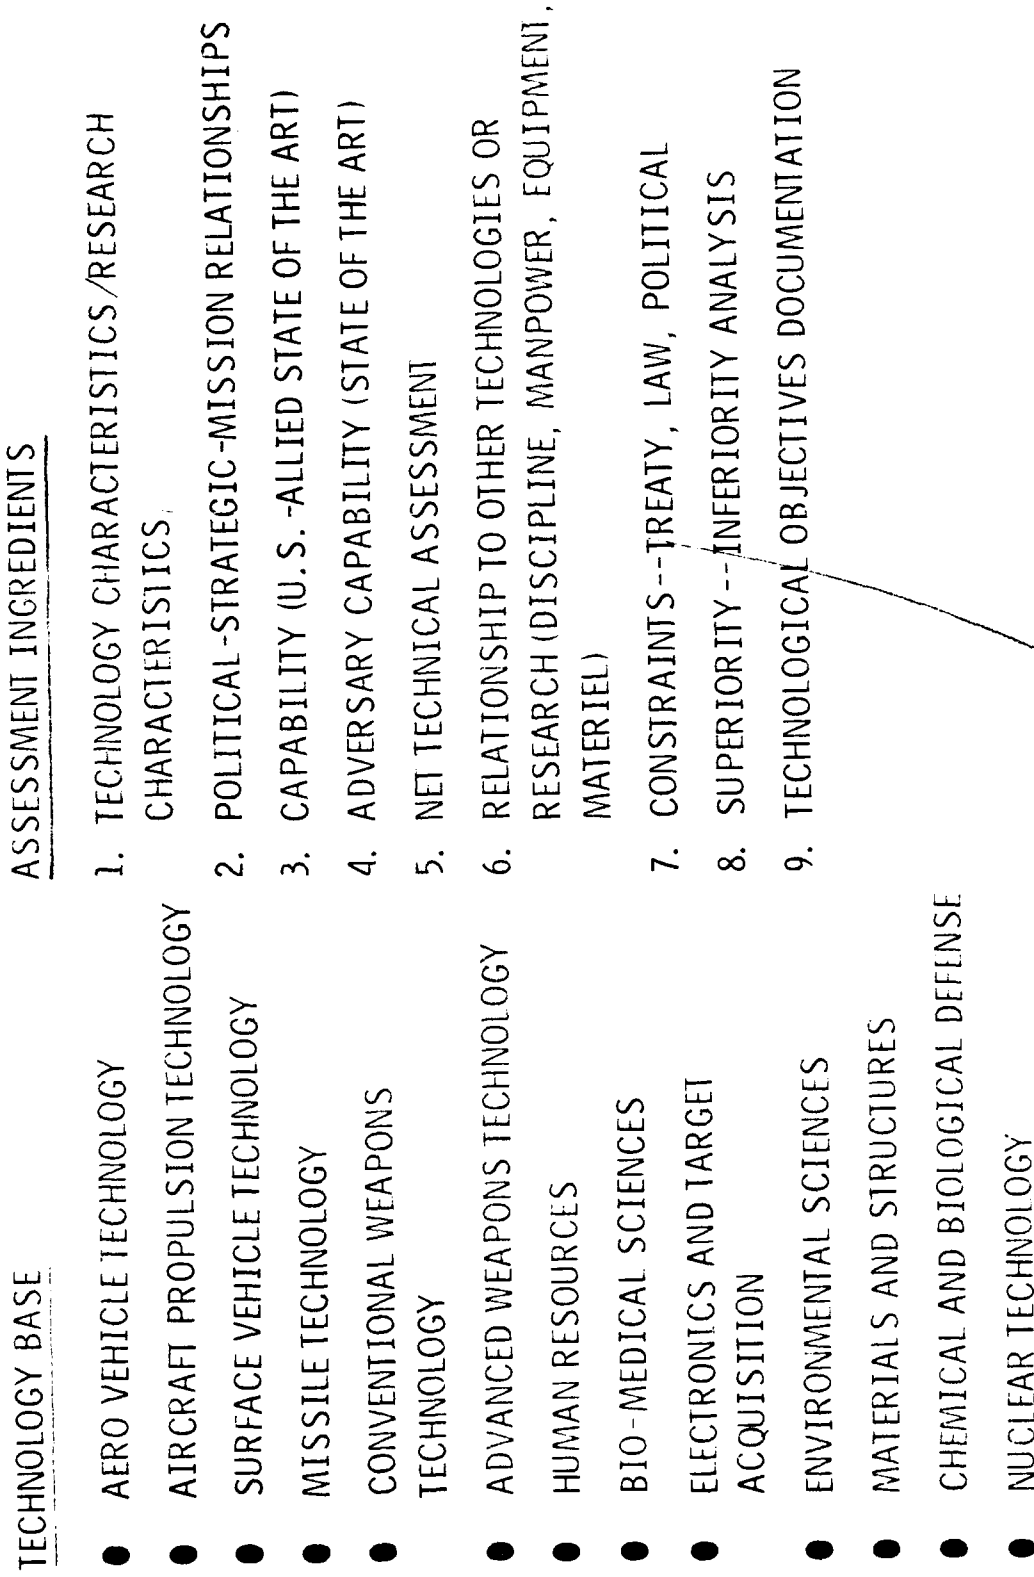 TECHNOLOGY BASE
● AERO VEHICLE TECHNOLOGY
● AIRCRAFT PROPULSION TECHNOLOGY
● SURFACE VEHICLE TECHNOLOGY
● MISSILE TECHNOLOGY
● CONVENTIONAL WEAPONS
TECHNOLOGY
● ADVANCED WEAPONS TECHNOLOGY
● HUMAN RESOURCES
● BIO-MEDICAL SCIENCES
● ELECTRONICS AND TARGET
ACQUISITION
● ENVIRONMENTAL SCIENCES
● MATERIALS AND STRUCTURES
● CHEMICAL AND BIOLOGICAL DEFENSE
● NUCLEAR TECHNOLOGY
ASSESSMENT INGREDIENTS
1. TECHNOLOGY CHARACTERISTICS/RESEARCH
CHARACTERISTICS
2. POLITICAL-STRATEGIC-MISSION RELATIONSHIPS
3. CAPABILITY (U.S.-ALLIED STATE OF THE ART)
4. ADVERSARY CAPABILITY (STATE OF THE ART)
5. NET TECHNICAL ASSESSMENT
6. RELATIONSHIP TO OTHER TECHNOLOGIES OR
RESEARCH (DISCIPLINE, MANPOWER, EQUIPMENT,
MATERIEL)
7. CONSTRAINTS--TREATY, LAW, POLITICAL
8. SUPERIORITY--INFERIORITY ANALYSIS
9. TECHNOLOGICAL OBJECTIVES DOCUMENTATION